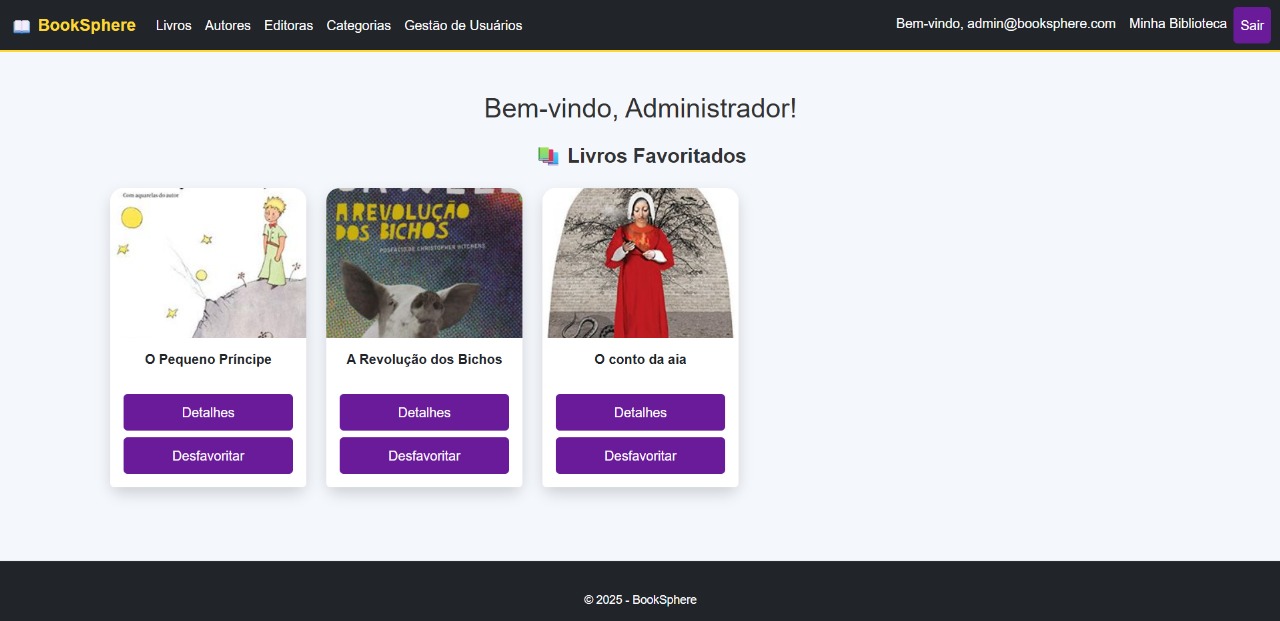 BookSphere Livros Autores Editoras Categorias Gestão de Usuários Bem-vindo, admin@booksphere.com Minha Biblioteca Sair
Bem-vindo, Administrador!
Livros Favoritados
Com aquarelas do autor
A REVOLUÇÃO
DOS BICHOS
POSFÁCIO DE CHRISTOPHER HITCHENS
O Pequeno Príncipe
A Revolução dos Bichos
O conto da aia
Detalhes
Detalhes
Detalhes
Desfavoritar
Desfavoritar
Desfavoritar
© 2025 - BookSphere